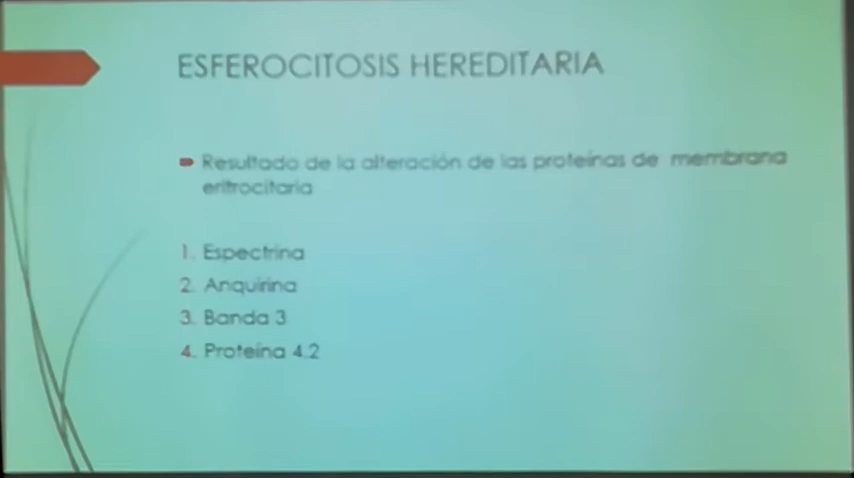 ESFEROCITOSIS HEREDITARIA
Resultado de la alteración de las proteínas de membrana
eritrocitaria
1. Espectrina
2. Anquirina
3. Banda 3
4. Proteína 4.2